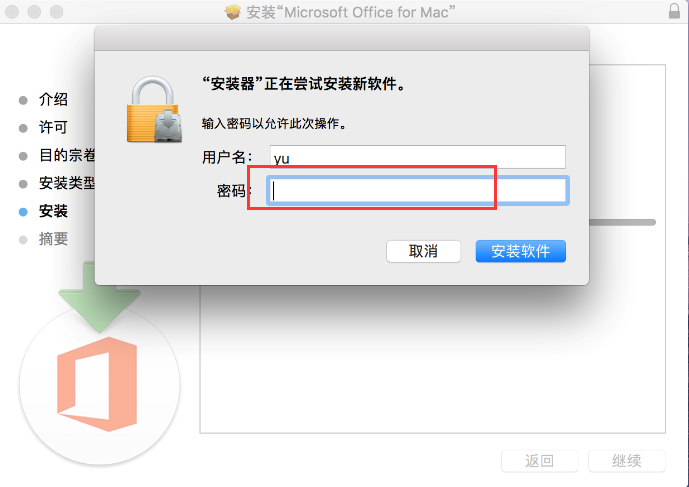 安装“Microsoft Office for Mac”
“安装器”正在尝试安装新软件。
输入密码以允许此次操作。
用户名：
yu
密码：
取消
安装软件
介绍
许可
目的宗卷
安装类型
安装
摘要
返回
继续